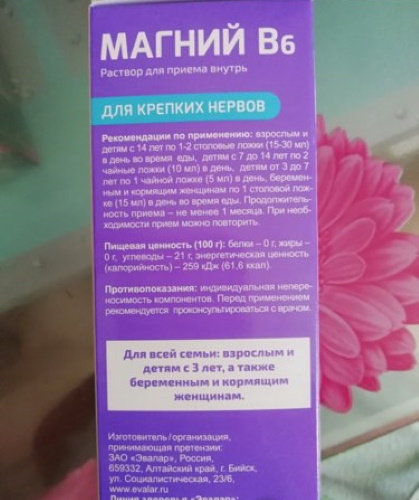 МАГНИЙ В6
Раствор для приема внутрь
ДЛЯ КРЕПКИХ НЕРВОВ
Рекомендации по применению: взрослым и
детям с 14 лет по 1-2 столовые ложки (15-30 мл)
в день во время еды, детям с 7 до 14 лет по 2
чайные ложки (10 мл) в день, детям от 3 до 7
лет по 1 чайной ложке (5 мл) в день, беремен-
ным и кормящим женщинам по 1 столовой лож-
ке (15 мл) в день во время еды. Продолжитель-
ность приема – не менее 1 месяца. При необ-
ходимости прием можно повторить.
Пищевая ценность (100 г): белки – 0 г, жиры –
0 г, углеводы – 21 г, энергетическая ценность
(калорийность) – 259 кДж (61,6 ккал).
Противопоказания: индивидуальная непере-
носимость компонентов. Перед применением
рекомендуется проконсультироваться с врачом.
Для всей семьи: взрослым и
детям с 3 лет, а также
беременным и кормящим
женщинам.
Изготовитель/организация,
принимающая претензии:
ЗАО «Эвалар», Россия,
659332, Алтайский край, г. Бийск,
ул. Социалистическая, 23/6,
www.evalar.ru
Линия здоровья «Эвалар»: